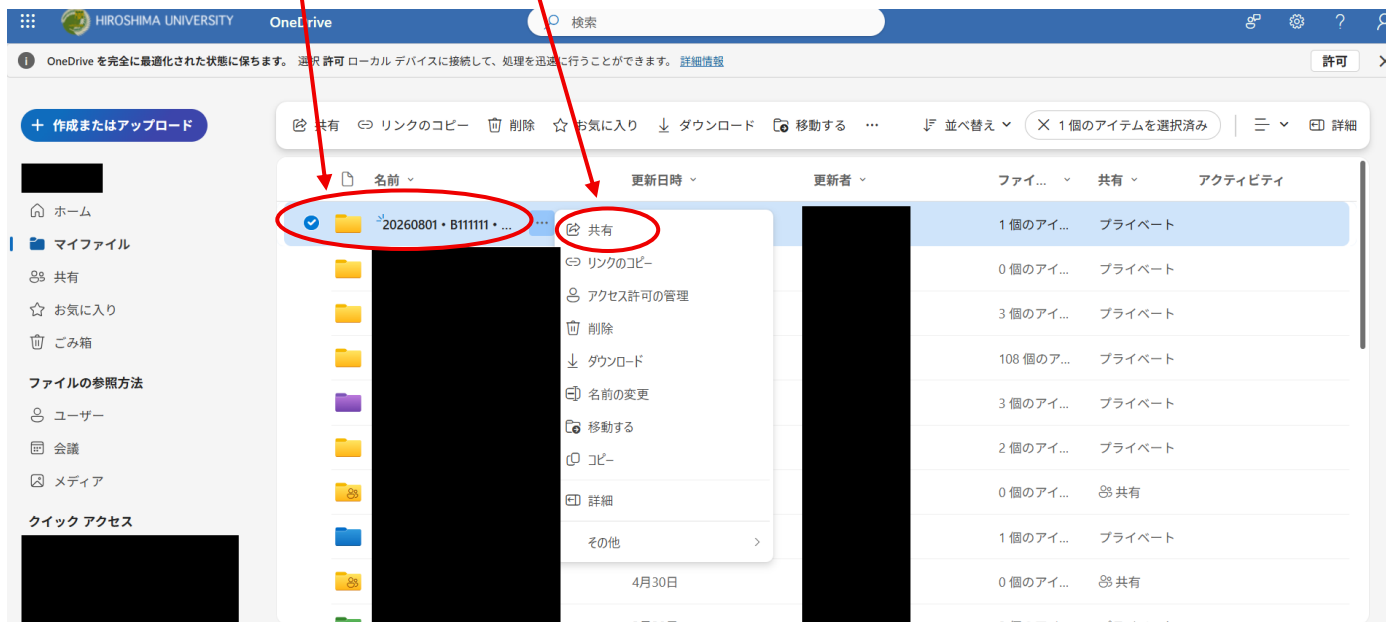 HIROSHIMA UNIVERSITY OneDrive 検索 ?
OneDrive を完全に最適化された状態に保ちます。 選択 許可 ローカル デバイスに接続して、処理を迅速に行うことができます。 詳細情報 許可
+ 作成またはアップロード
共有 リンクのコピー 削除 お気に入り ダウンロード 移動する … 並べ替え 1 個のアイテムを選択済み 詳細
名前 更新日時 更新者 ファイ... 共有 アクティビティ
ホーム
マイファイル
共有
お気に入り
ごみ箱
ファイルの参照方法
ユーザー
会議
メディア
クイック アクセス
20260801・B111111・... … 1 個のアイ... プライベート
0 個のアイ... プライベート
3 個のアイ... プライベート
108 個のア... プライベート
3 個のアイ... プライベート
2 個のアイ... プライベート
0 個のアイ... 共有
1 個のアイ... プライベート
4月30日 0 個のアイ... 共有
共有
リンクのコピー
アクセス許可の管理
削除
ダウンロード
名前の変更
移動する
コピー
詳細
その他